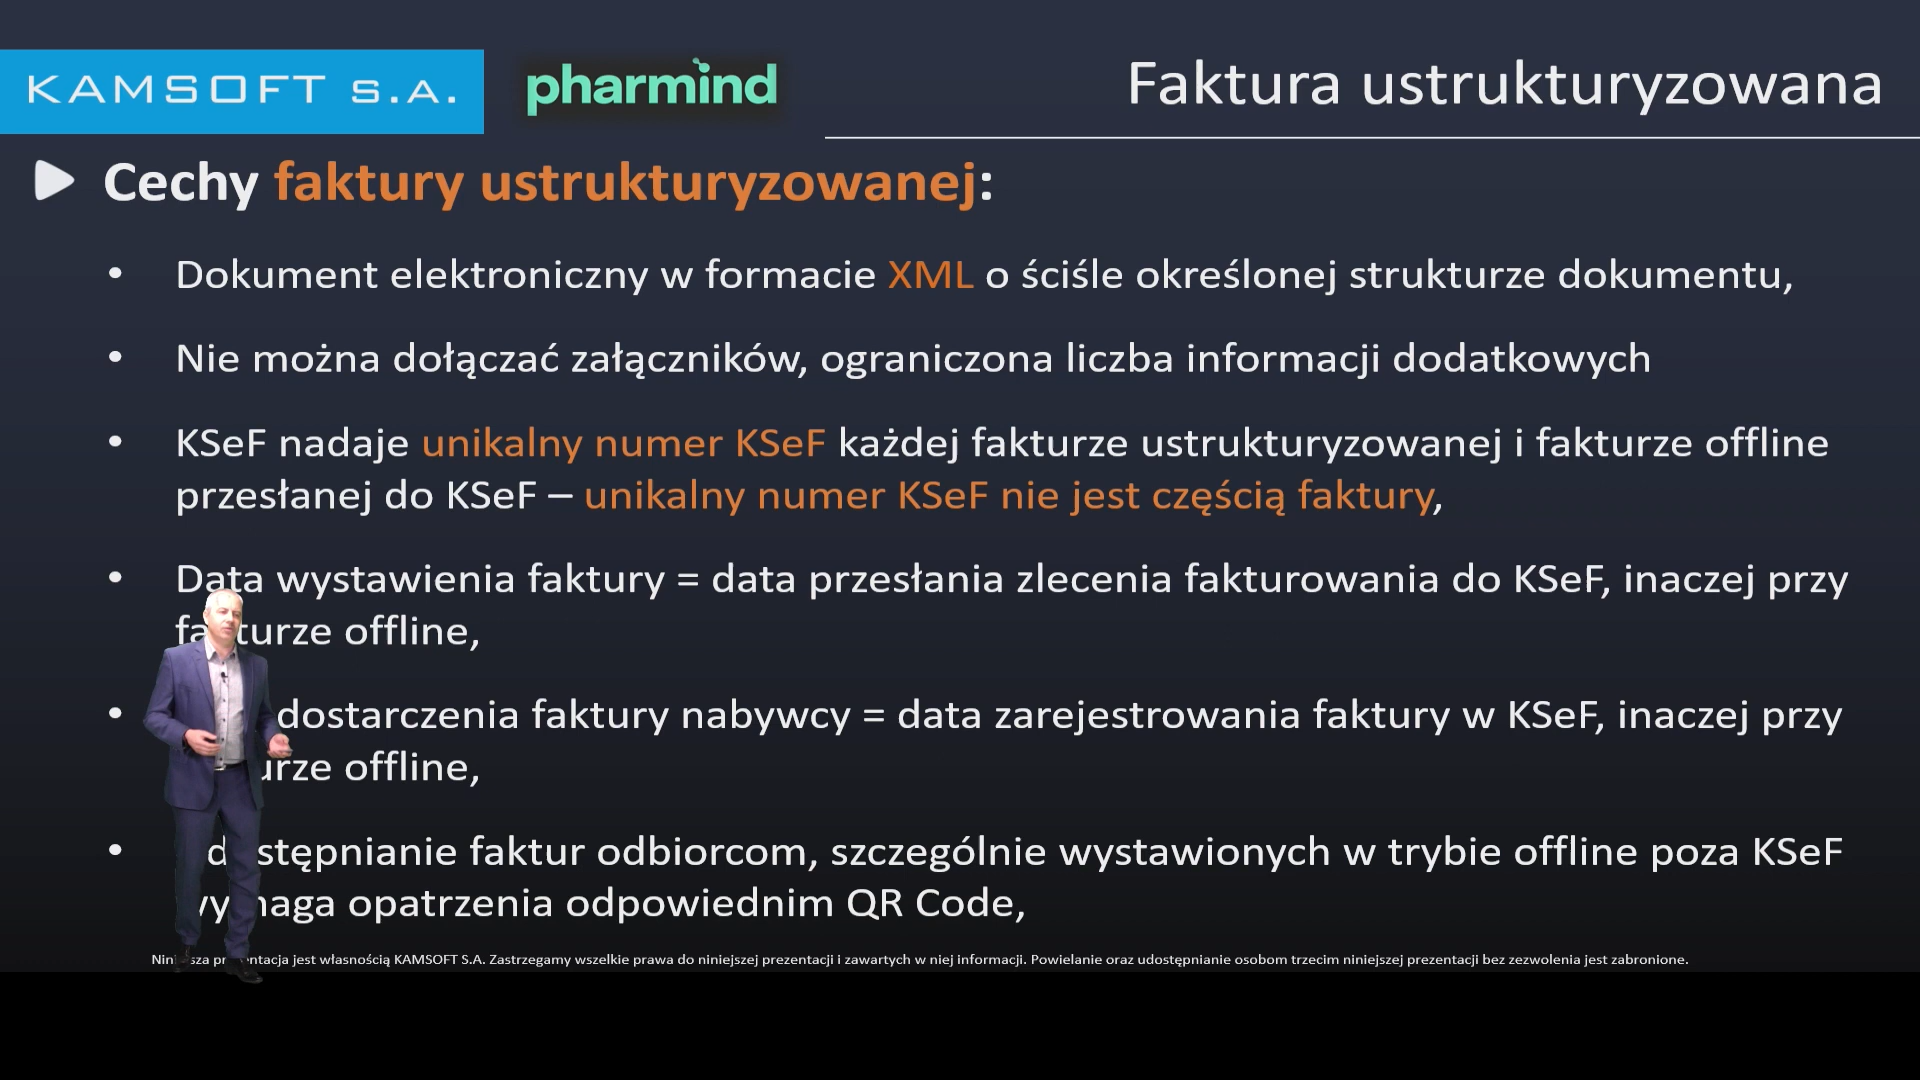 KAMSOFT S.A.
pharmind
Faktura ustrukturyzowana
Cechy faktury ustrukturyzowanej:
• Dokument elektroniczny w formacie XML o ściśle określonej strukturze dokumentu,
• Nie można dołączać załączników, ograniczona liczba informacji dodatkowych
• KSeF nadaje unikalny numer KSeF każdej fakturze ustrukturyzowanej i fakturze offline
przesłanej do KSeF – unikalny numer KSeF nie jest częścią faktury,
• Data wystawienia faktury = data przesłania zlecenia fakturowania do KSeF, inaczej przy
fakturze offline,
• dostarczenia faktury nabywcy = data zarejestrowania faktury w KSeF, inaczej przy
offline,
• faktur odbiorcom, szczególnie wystawionych w trybie offline poza KSeF
wymaga opatrzenia odpowiednim QR Code,
Niniejsza prezentacja jest własnością KAMSOFT S.A. Zastrzegamy wszelkie prawa do niniejszej prezentacji i zawartych w niej informacji. Powielanie oraz udostępnianie osobom trzecim niniejszej prezentacji bez zezwolenia jest zabronione.